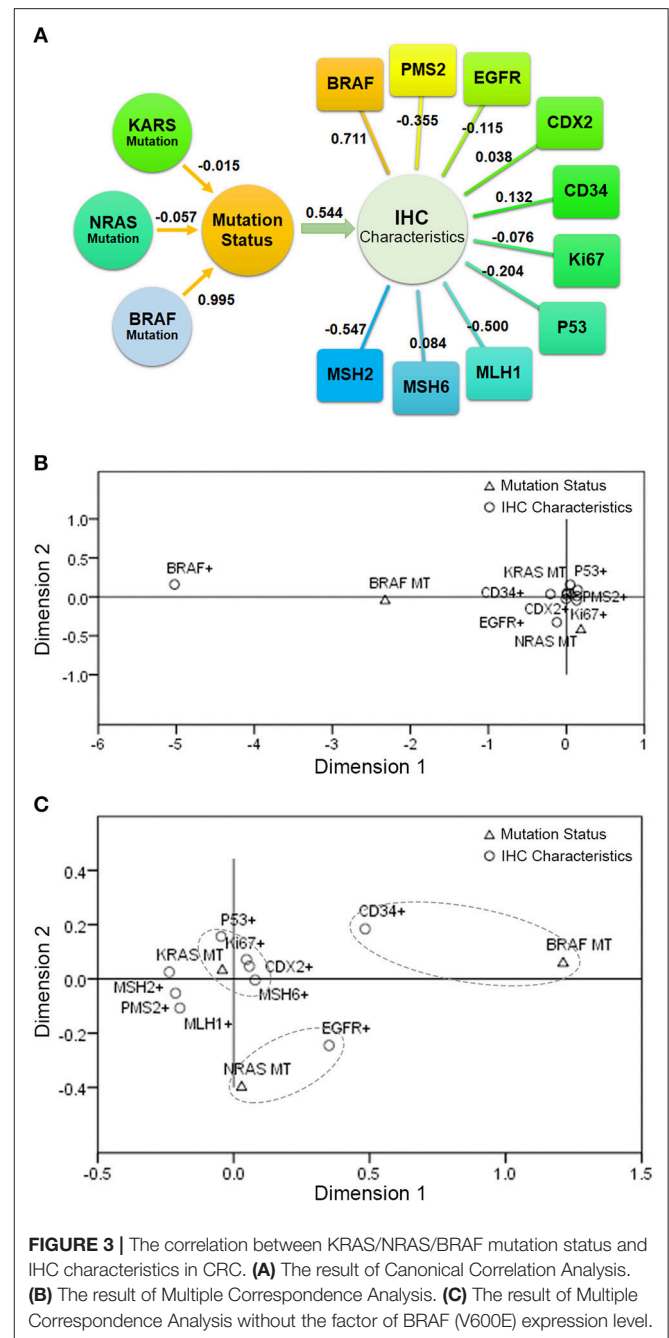 A
BRAF
PMS2
EGFR
CDX2
CD34
Ki67
P53
MLH1
MSH6
MSH2
0.711
-0.355
-0.115
0.038
0.132
-0.076
-0.204
-0.500
0.084
-0.547
KARS
Mutation
-0.015
NRAS
Mutation
-0.057
BRAF
Mutation
0.995
Mutation
Status
0.544
IHC
Characteristics
B
Mutation Status
IHC Characteristics
Dimension 2
1.0
0.5
0.0
-0.5
-1.0
BRAF+
BRAF MT
KRAS MT
P53+
CD34+
PMS2+
CDX2+
Ki67+
EGFR+
NRAS MT
-6
-5
-4
-3
-2
-1
0
1
Dimension 1
C
Mutation Status
IHC Characteristics
Dimension 2
0.4
0.2
0.0
-0.2
-0.4
P53+
Ki67+
KRAS MT
CDX2+
MSH2+
MSH6+
PMS2+
MLH1+
CD34+
BRAF MT
EGFR+
NRAS MT
-0.5
0.0
0.5
1.0
1.5
Dimension 1
FIGURE 3 | The correlation between KRAS/NRAS/BRAF mutation status and
IHC characteristics in CRC. (A) The result of Canonical Correlation Analysis.
(B) The result of Multiple Correspondence Analysis. (C) The result of Multiple
Correspondence Analysis without the factor of BRAF (V600E) expression level.